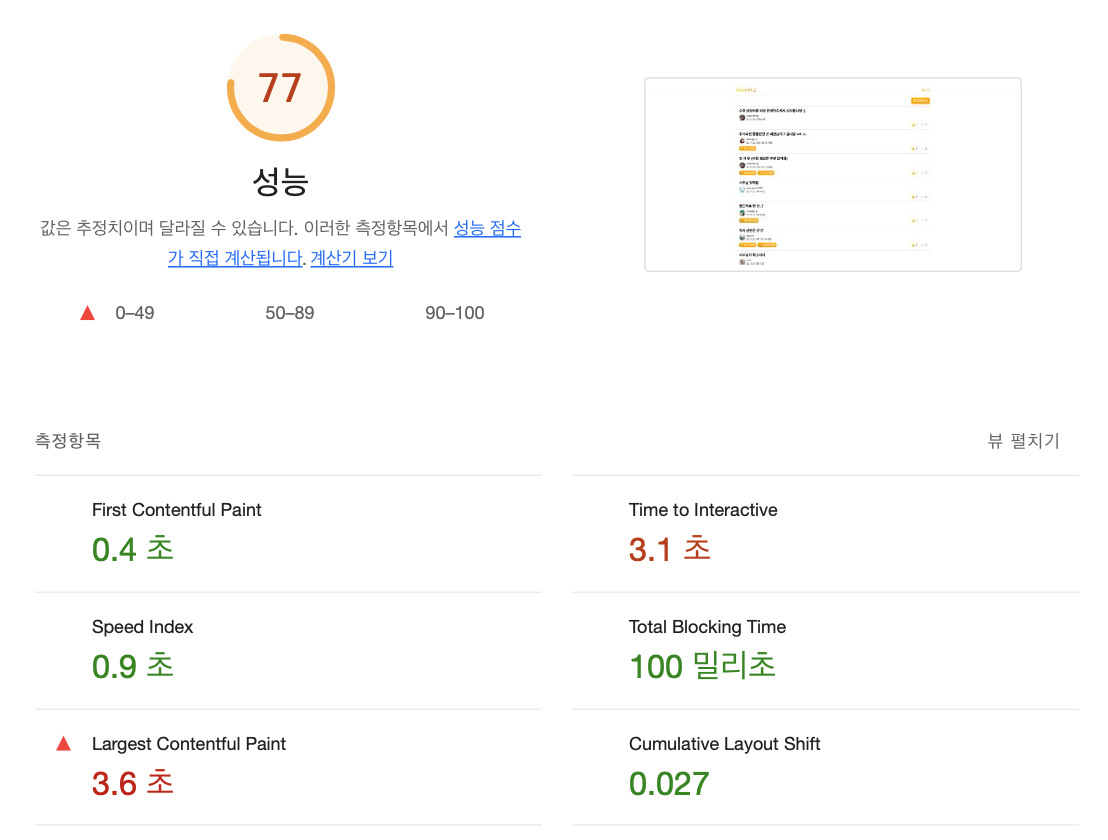 77
성능
값은 추정치이며 달라질 수 있습니다. 이러한 측정항목에서 성능 점수
가 직접 계산됩니다. 계산기 보기
0–49
50–89
90–100
측정항목
뷰 펼치기
First Contentful Paint
0.4 초
Time to Interactive
3.1 초
Speed Index
0.9 초
Total Blocking Time
100 밀리초
Largest Contentful Paint
3.6 초
Cumulative Layout Shift
0.027